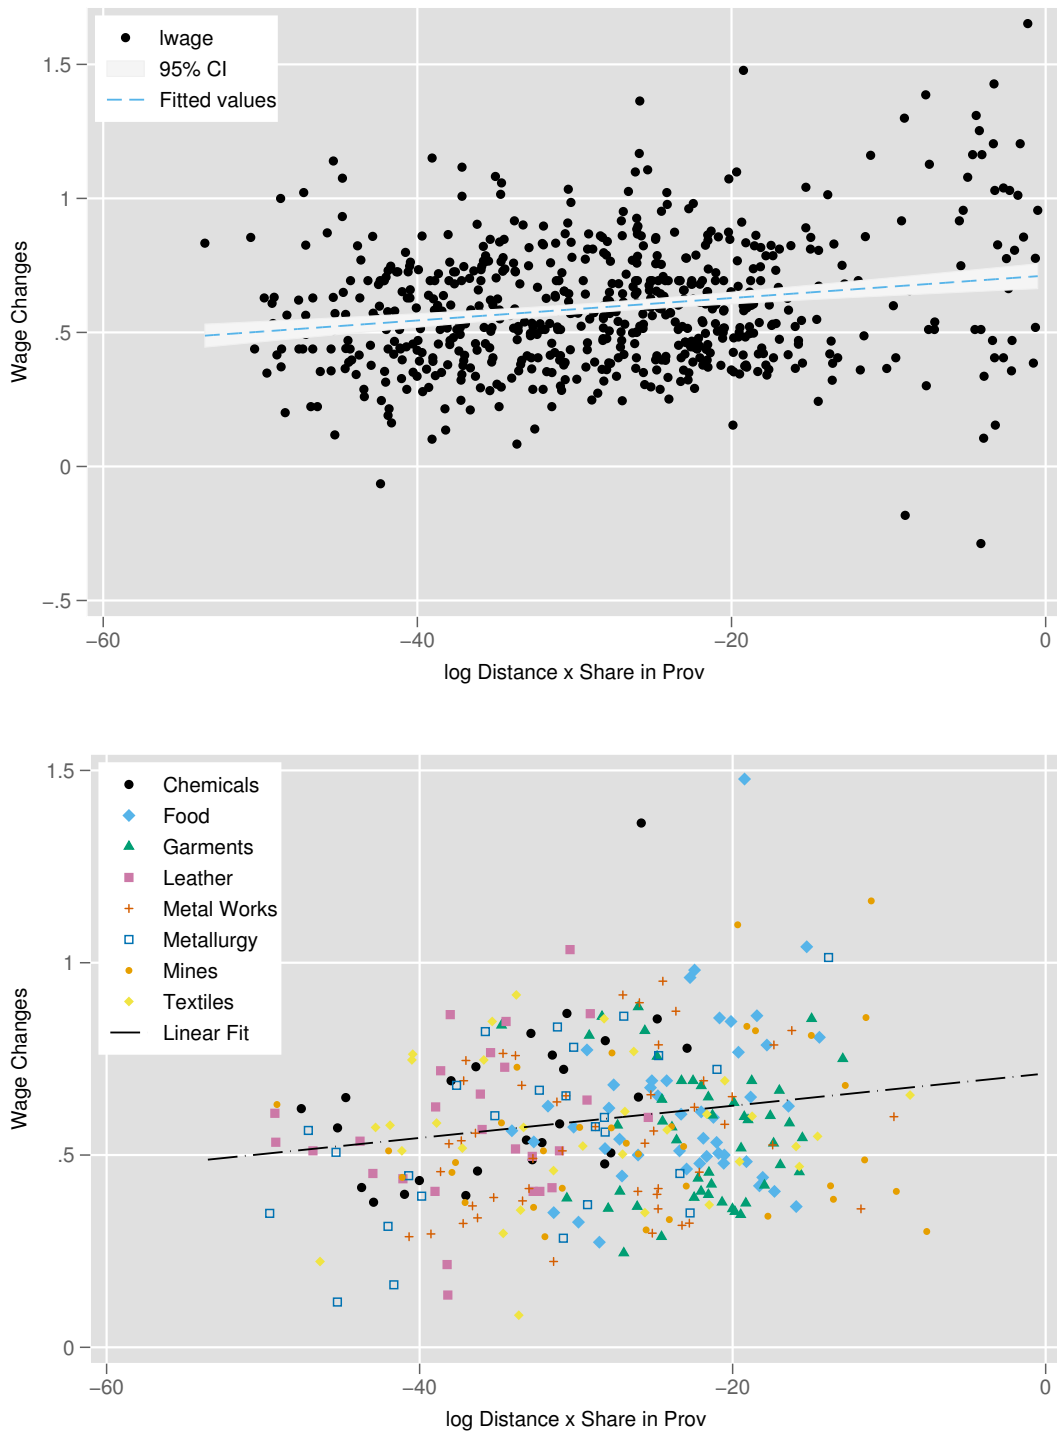 lwage
95% CI
Fitted values
1.5
1
.5
0
−.5
Wage Changes
−60
−40
−20
0
log Distance x Share in Prov
Chemicals
Food
Garments
Leather
Metal Works
Metallurgy
Mines
Textiles
Linear Fit
1.5
1
.5
0
Wage Changes
−60
−40
−20
0
log Distance x Share in Prov